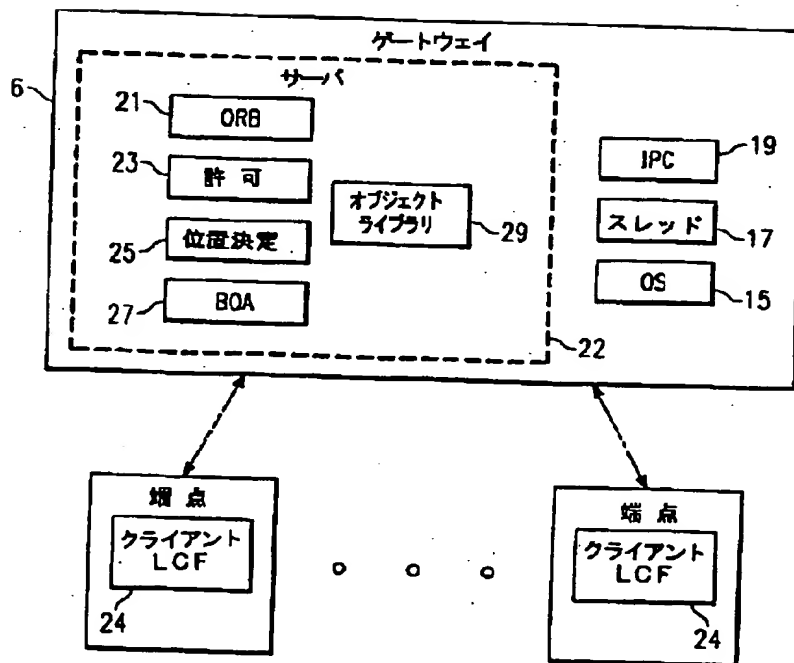 ゲートウェイ
サーバ
6
21
ORB
23
許可
25
位置決定
27
BOA
オブジェクト
ライブラリ
29
IPC
19
スレッド
17
OS
15
22
端点
クライアント
LCF
24
端点
クライアント
LCF
24